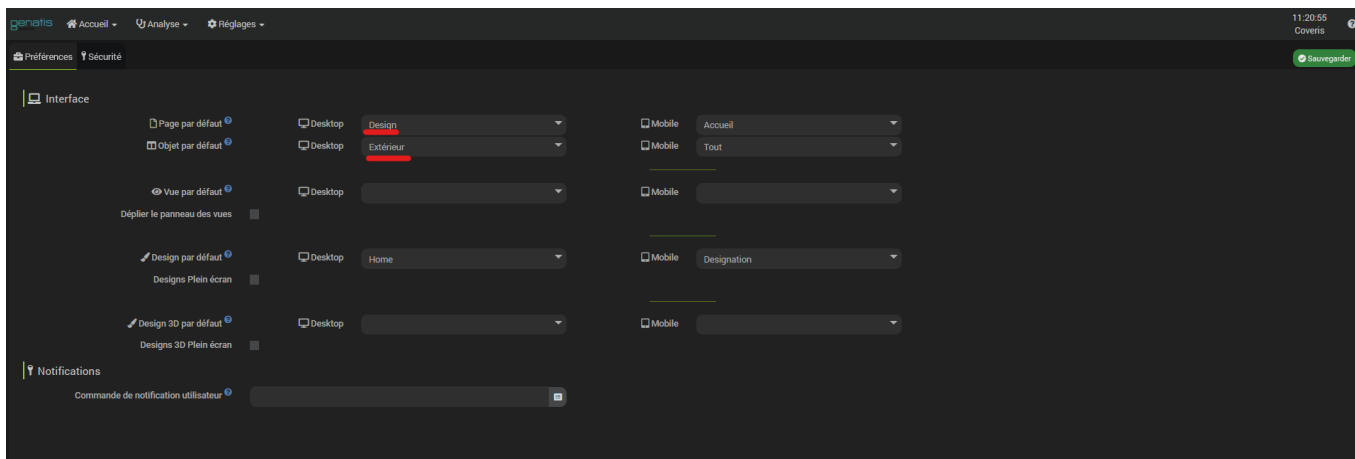 genatis Accueil Analyse Réglages 11:20:55
Coveris
Préférences Sécurité Sauvegarder
Interface
Page par défaut Desktop Design Mobile Accueil
Objet par défaut Desktop Extérieur Mobile Tout
Vue par défaut Desktop Mobile
Déplier le panneau des vues
Design par défaut Desktop Home Mobile Designation
Designs Plein écran
Design 3D par défaut Desktop Mobile
Designs 3D Plein écran
Notifications
Commande de notification utilisateur